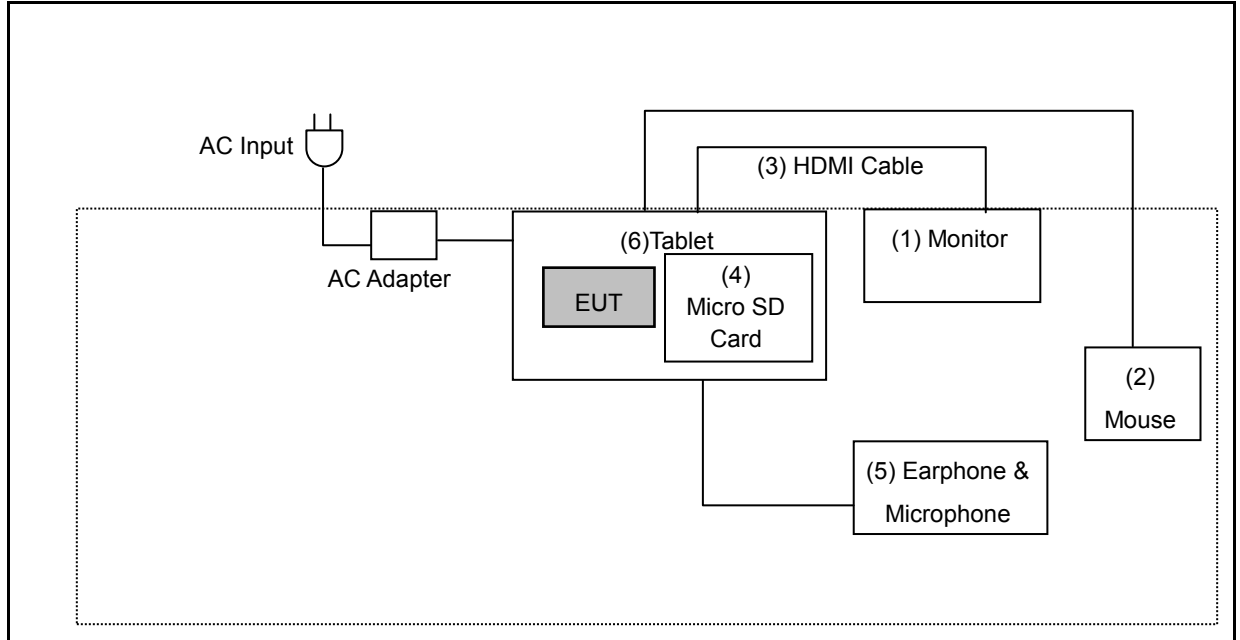 AC Input
(3) HDMI Cable
(6)Tablet
(1) Monitor
AC Adapter
EUT
(4)
Micro SD
Card
(2)
Mouse
(5) Earphone &
Microphone